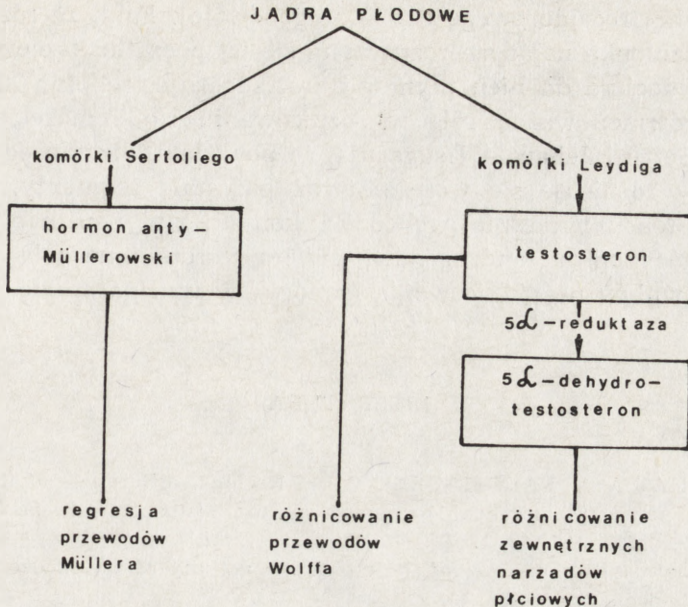 JĄDRA PŁODOWE
komórki Sertoliego
hormon anty–
Müllerowski
regresja
przewodów
Müllera
komórki Leydiga
testosteron
5α–reduktaza
5α–dehydro–
testosteron
różnicowanie
przewodów
Wolffa
różnicowanie
zewnętrznych
narządów
płciowych